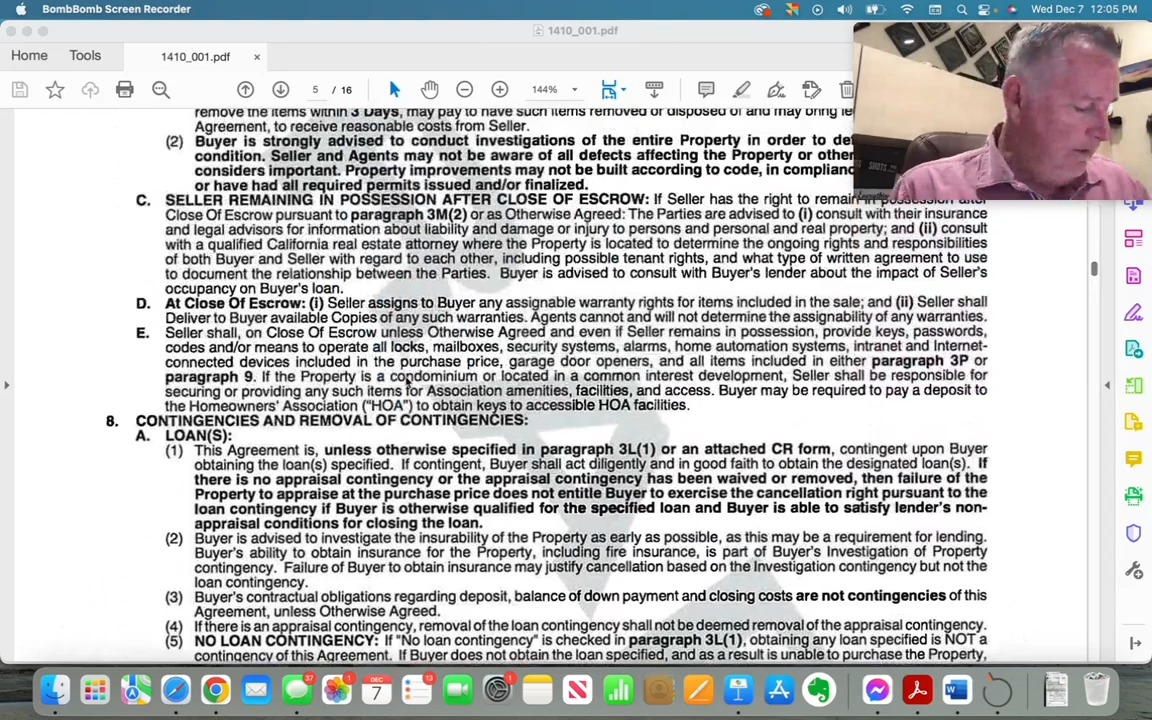 BombBomb Screen Recorder
Wed Dec 7 12:05 PM
1410_001.pdf
Home
Tools
1410_001.pdf
5 / 16
144%
remove the items within 3 Days, may pay to have such items removed or disposed of and may bring
Agreement, to receive reasonable costs from Seller.
(2) Buyer is strongly advised to conduct investigations of the entire Property in order to
condition. Seller and Agents may not be aware of all defects affecting the Property or other
considers important. Property improvements may not be built according to code, in
or have had all required permits issued and/or finalized.
C. SELLER REMAINING IN POSSESSION AFTER CLOSE OF ESCROW: If Seller has the right to remain in possession after
Close Of Escrow pursuant to paragraph 3M(2) or as Otherwise Agreed: The Parties are advised to (i) consult with their insurance
and legal advisors for information about liability and damage or injury to persons and personal and real property; and (ii) consult
with a qualified California real estate attorney where the Property is located to determine the ongoing rights and responsibilities
of both Buyer and Seller with regard to each other, including possible tenant rights, and what type of written agreement to use
to document the relationship between the Parties. Buyer is advised to consult with Buyer's lender about the impact of Seller's
occupancy on Buyer's loan.
D. At Close Of Escrow: (i) Seller assigns to Buyer any assignable warranty rights for items included in the sale; and (ii) Seller shall
Deliver to Buyer available Copies of any such warranties. Agents cannot and will not determine the assignability of any warranties.
E. Seller shall, on Close Of Escrow unless Otherwise Agreed and even if Seller remains in possession, provide keys, passwords,
codes and/or means to operate all locks, mailboxes, security systems, alarms, home automation systems, intranet and Internet-
connected devices included in the purchase price, garage door openers, and all items included in either paragraph 3P or
paragraph 9. If the Property is a condominium or located in a common interest development, Seller shall be responsible for
securing or providing any such items for Association amenities, facilities, and access. Buyer may be required to pay a deposit to
the Homeowners' Association ("HOA") to obtain keys to accessible HOA facilities.
8. CONTINGENCIES AND REMOVAL OF CONTINGENCIES:
A. LOAN(S):
(1) This Agreement is, unless otherwise specified in paragraph 3L(1) or an attached CR form, contingent upon Buyer
obtaining the loan(s) specified. If contingent, Buyer shall act diligently and in good faith to obtain the designated loan(s). If
there is no appraisal contingency or the appraisal contingency has been waived or removed, then failure of the
Property to appraise at the purchase price does not entitle Buyer to exercise the cancellation right pursuant to the
loan contingency if Buyer is otherwise qualified for the specified loan and Buyer is able to satisfy lender's non-
appraisal conditions for closing the loan.
(2) Buyer is advised to investigate the insurability of the Property as early as possible, as this may be a requirement for lending.
Buyer's ability to obtain insurance for the Property, including fire insurance, is part of Buyer's Investigation of Property
contingency. Failure of Buyer to obtain insurance may justify cancellation based on the Investigation contingency but not the
loan contingency.
(3) Buyer's contractual obligations regarding deposit, balance of down payment and closing costs are not contingencies of this
Agreement, unless Otherwise Agreed.
(4) If there is an appraisal contingency, removal of the loan contingency shall not be deemed removal of the appraisal contingency.
(5) NO LOAN CONTINGENCY: If "No loan contingency" is checked in paragraph 3L(1), obtaining any loan specified is NOT a
contingency of this Agreement. If Buyer does not obtain the loan specified, and as a result is unable to purchase the Property,
37
1
DEC
7
13
1